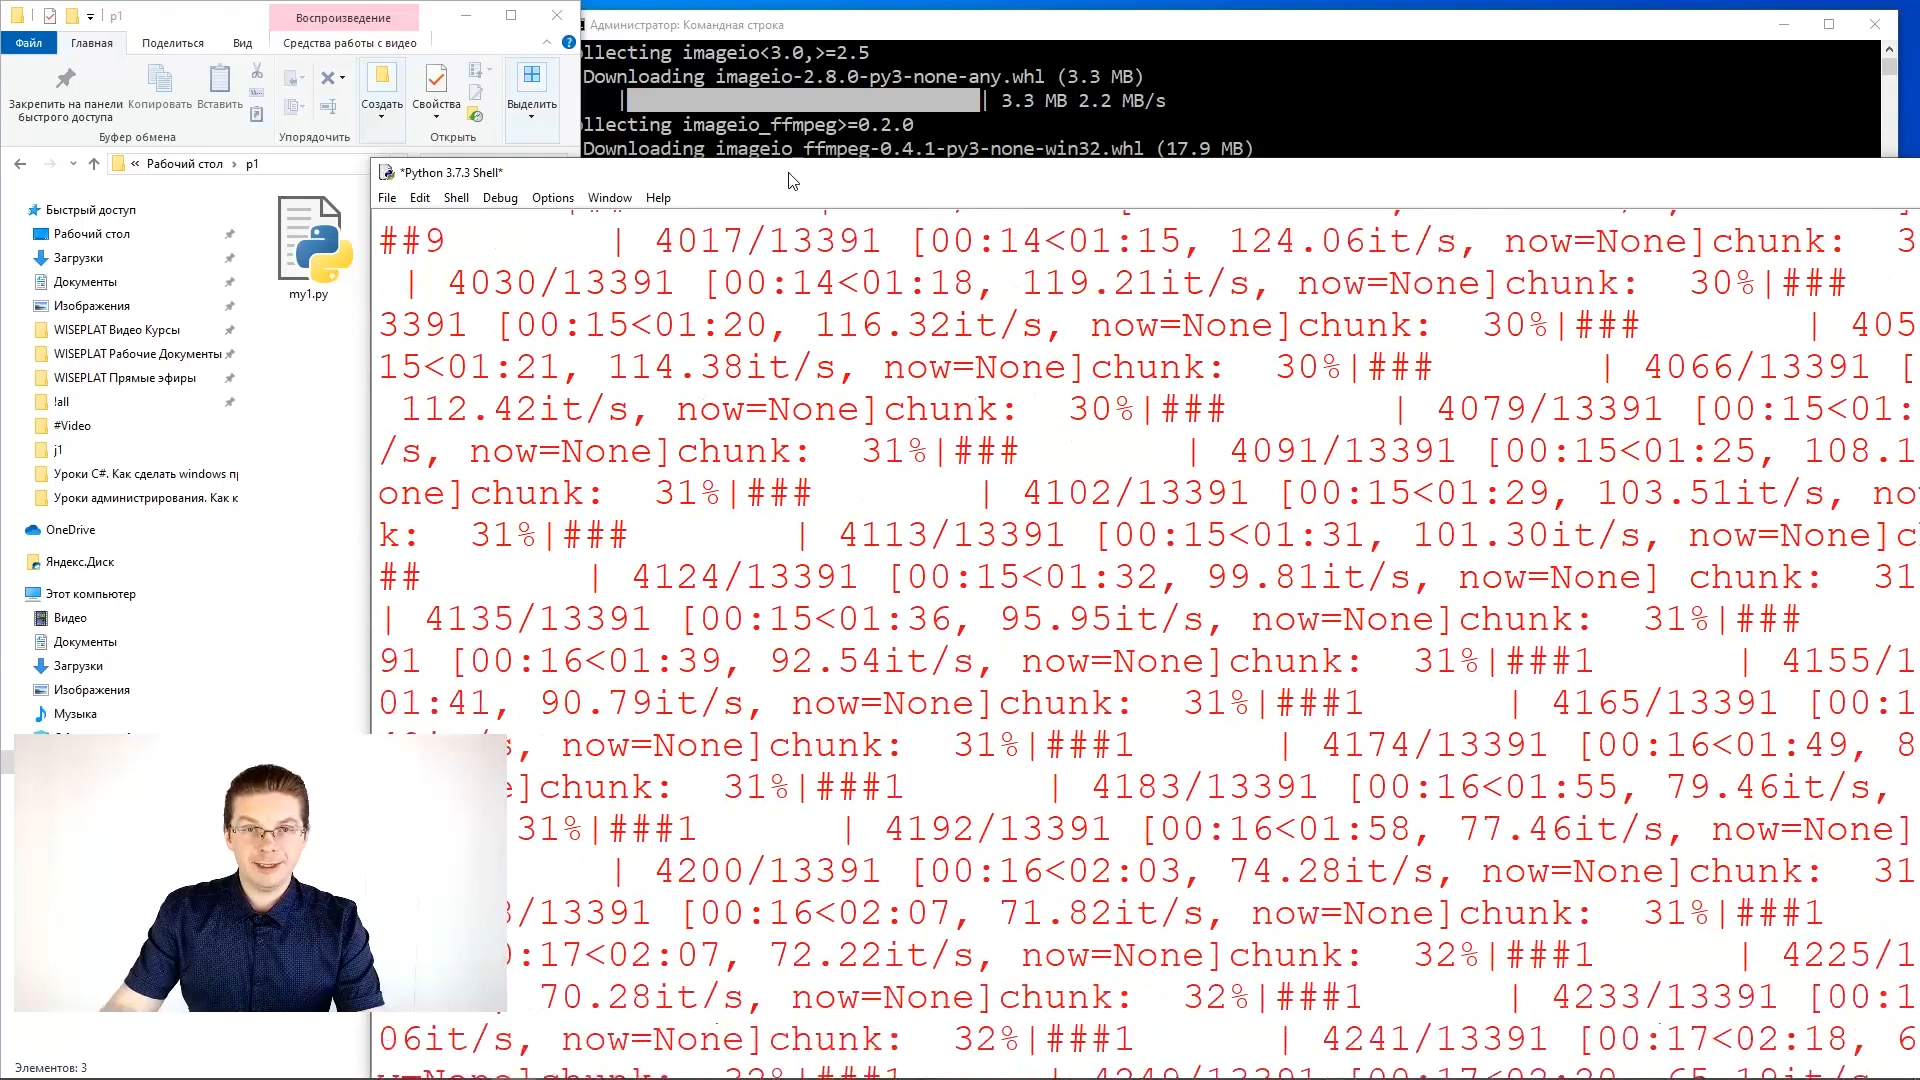 p1
Воспроизведение
Файл
Главная
Поделиться
Вид
Средства работы с видео
Закрепить на панели быстрого доступа
Копировать
Вставить
Создать
Свойства
Выделить
Буфер обмена
Упорядочить
Открыть
« Рабочий стол › p1
Быстрый доступ
Рабочий стол
Загрузки
Документы
Изображения
WISEPLAT Видео Курсы
WISEPLAT Рабочие Документы
WISEPLAT Прямые эфиры
!all
#Video
j1
Уроки C#. Как сделать windows п
Уроки администрирования. Как к
OneDrive
Яндекс.Диск
Этот компьютер
Видео
Документы
Загрузки
Изображения
Музыка
Элементов: 3
my1.py
Администратор: Командная строка
ollecting imageio<3.0,>=2.5
Downloading imageio-2.8.0-py3-none-any.whl (3.3 MB)
| | 3.3 MB 2.2 MB/s
ollecting imageio_ffmpeg>=0.2.0
Downloading imageio_ffmpeg-0.4.1-py3-none-win32.whl (17.9 MB)
*Python 3.7.3 Shell*
File Edit Shell Debug Options Window Help
##9 | 4017/13391 [00:14<01:15, 124.06it/s, now=None]chunk: 3
| 4030/13391 [00:14<01:18, 119.21it/s, now=None]chunk: 30%|###
3391 [00:15<01:20, 116.32it/s, now=None]chunk: 30%|### | 405
15<01:21, 114.38it/s, now=None]chunk: 30%|### | 4066/13391 [
112.42it/s, now=None]chunk: 30%|### | 4079/13391 [00:15<01:
/s, now=None]chunk: 31%|### | 4091/13391 [00:15<01:25, 108.1
one]chunk: 31%|### | 4102/13391 [00:15<01:29, 103.51it/s, no
k: 31%|### | 4113/13391 [00:15<01:31, 101.30it/s, now=None]c
## | 4124/13391 [00:15<01:32, 99.81it/s, now=None] chunk: 31
| 4135/13391 [00:15<01:36, 95.95it/s, now=None]chunk: 31%|###
91 [00:16<01:39, 92.54it/s, now=None]chunk: 31%|###1 | 4155/1
01:41, 90.79it/s, now=None]chunk: 31%|###1 | 4165/13391 [00:1
s, now=None]chunk: 31%|###1 | 4174/13391 [00:16<01:49, 8
e]chunk: 31%|###1 | 4183/13391 [00:16<01:55, 79.46it/s,
31%|###1 | 4192/13391 [00:16<01:58, 77.46it/s, now=None]
| 4200/13391 [00:16<02:03, 74.28it/s, now=None]chunk: 31
/13391 [00:16<02:07, 71.82it/s, now=None]chunk: 31%|###1
:17<02:07, 72.22it/s, now=None]chunk: 32%|###1 | 4225/1
70.28it/s, now=None]chunk: 32%|###1 | 4233/13391 [00:1
06it/s, now=None]chunk: 32%|###1 | 4241/13391 [00:17<02:18, 6